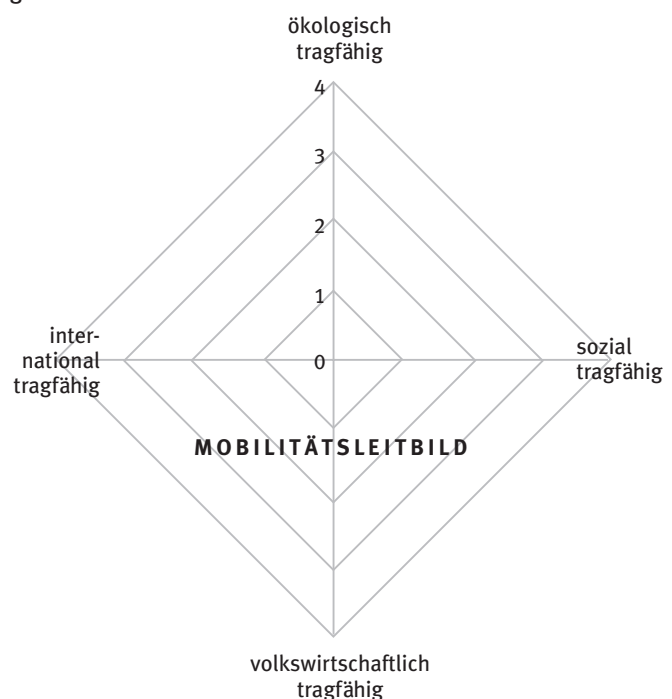 ökologisch
tragfähig
4
3
2
1
0
inter-
national
tragfähig
sozial
tragfähig
MOBILITÄTSLEITBILD
volkswirtschaftlich
tragfähig